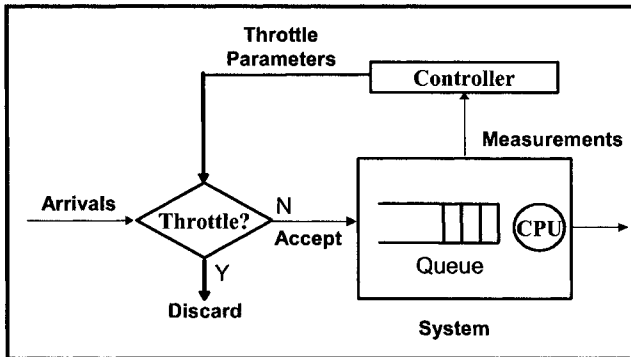 Throttle
Parameters
Controller
Measurements
Arrivals
Throttle?
N
Accept
CPU
Queue
Y
Discard
System